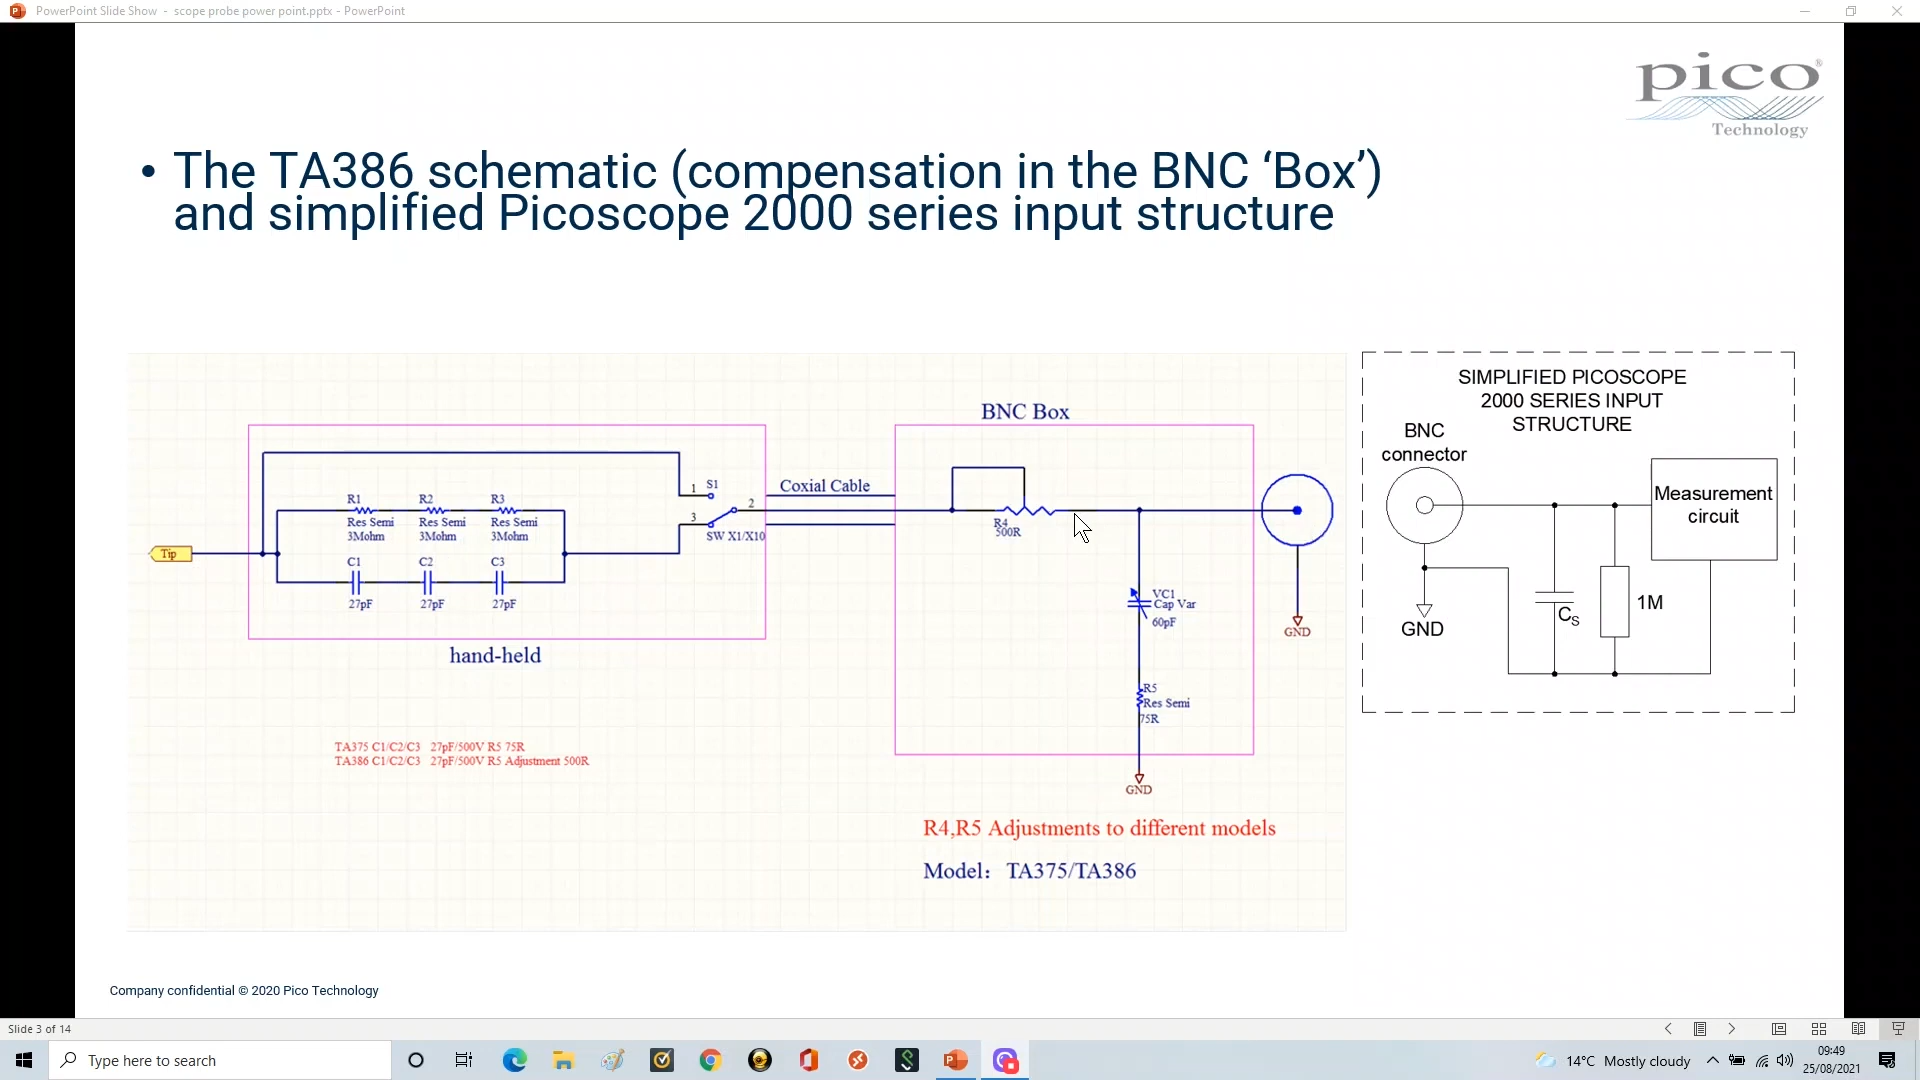 PowerPoint Slide Show - scope probe power point.pptx - PowerPoint
pico
®
Technology
• The TA386 schematic (compensation in the BNC ‘Box’)
and simplified Picoscope 2000 series input structure
BNC Box
R1
Res Semi
3Mohm
R2
Res Semi
3Mohm
R3
Res Semi
3Mohm
C1
27pF
C2
27pF
C3
27pF
Tip
1
S1
2
3
SW X1/X10
Coxial Cable
hand-held
R4
500R
VC1
Cap Var
60pF
R5
Res Semi
75R
GND
GND
TA375 C1/C2/C3 27pF/500V R5 75R
TA386 C1/C2/C3 27pF/500V R5 Adjustment 500R
R4,R5 Adjustments to different models
Model: TA375/TA386
SIMPLIFIED PICOSCOPE
2000 SERIES INPUT
STRUCTURE
BNC
connector
Measurement
circuit
GND
CS
1M
Company confidential © 2020 Pico Technology
Slide 3 of 14
Type here to search
14°C Mostly cloudy
09:49
25/08/2021